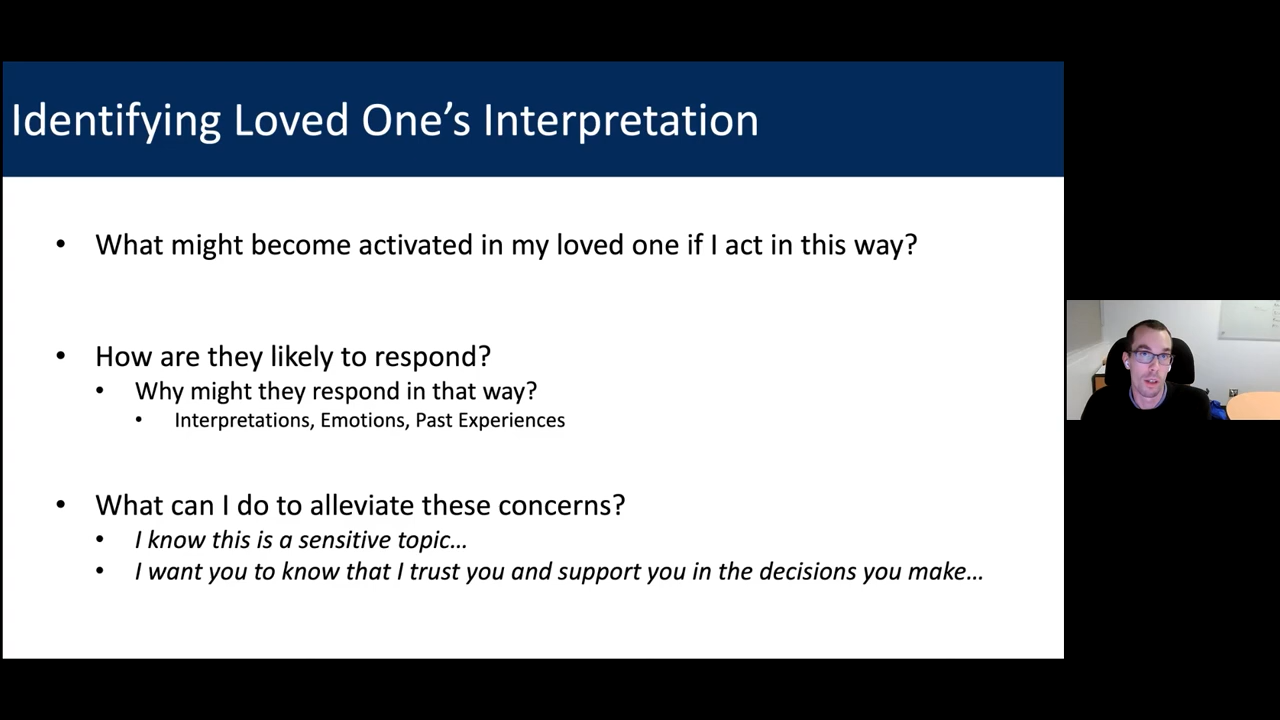 Identifying Loved One’s Interpretation
• What might become activated in my loved one if I act in this way?
• How are they likely to respond?
• Why might they respond in that way?
• Interpretations, Emotions, Past Experiences
• What can I do to alleviate these concerns?
• I know this is a sensitive topic…
• I want you to know that I trust you and support you in the decisions you make…